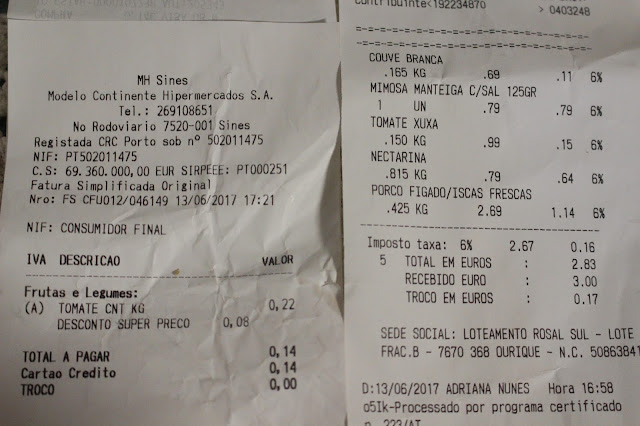 MH Sines
Modelo Continente Hipermercados S.A.
Tel.: 269108651
No Rodoviario 7520-001 Sines
Registada CRC Porto sob nº 502011475
NIF: PT502011475
C.S: 69.360.000,00 EUR SIRPEEE: PT000251
Fatura Simplificada Original
Nro: FS CFU012/046149 13/06/2017 17:21
NIF: CONSUMIDOR FINAL
IVA DESCRICAO VALOR
Frutas e Legumes:
(A) TOMATE CNT KG 0,22
DESCONTO SUPER PRECO 0,08
TOTAL A PAGAR 0,14
Cartao Credito 0,14
TROCO 0,00
Contribuinte<192234870 > 0403248
COUVE BRANCA
.165 KG .69 .11 6%
MIMOSA MANTEIGA C/SAL 125GR
1 UN .79 .79 6%
TOMATE XUXA
.150 KG .99 .15 6%
NECTARINA
.815 KG .79 .64 6%
PORCO FIGADO/ISCAS FRESCAS
.425 KG 2.69 1.14 6%
Imposto taxa: 6% 2.67 0.16
5 TOTAL EM EUROS : 2.83
RECEBIDO EURO : 3.00
TROCO EM EUROS : 0.17
SEDE SOCIAL: LOTEAMENTO ROSAL SUL - LOTE
FRAC.B - 7670 368 OURIQUE - N.C. 50863841
D:13/06/2017 ADRIANA NUNES Hora 16:58
o5Ik-Processado por programa certificado
n. 223/AT